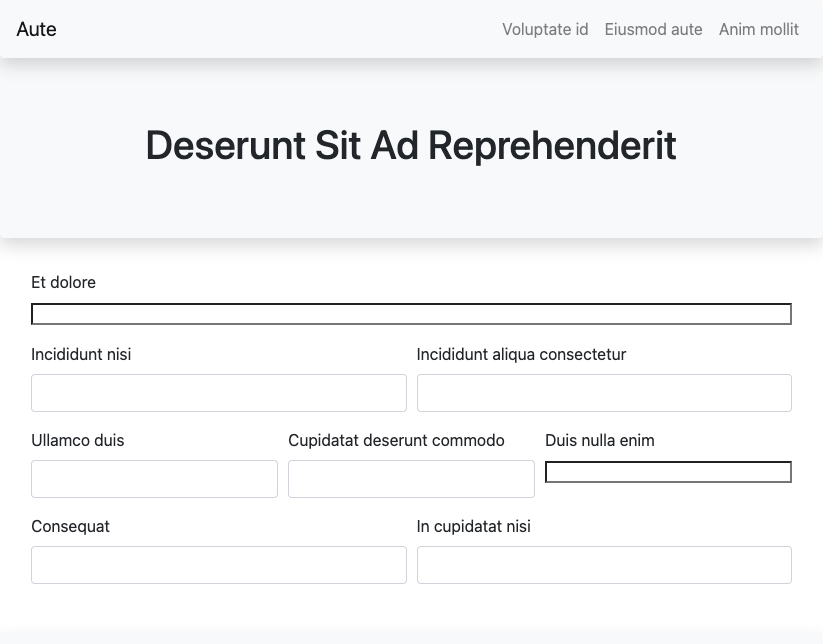 Aute
Voluptate id
Eiusmod aute
Anim mollit
Deserunt Sit Ad Reprehenderit
Et dolore
Incididunt nisi
Incididunt aliqua consectetur
Ullamco duis
Cupidatat deserunt commodo
Duis nulla enim
Consequat
In cupidatat nisi